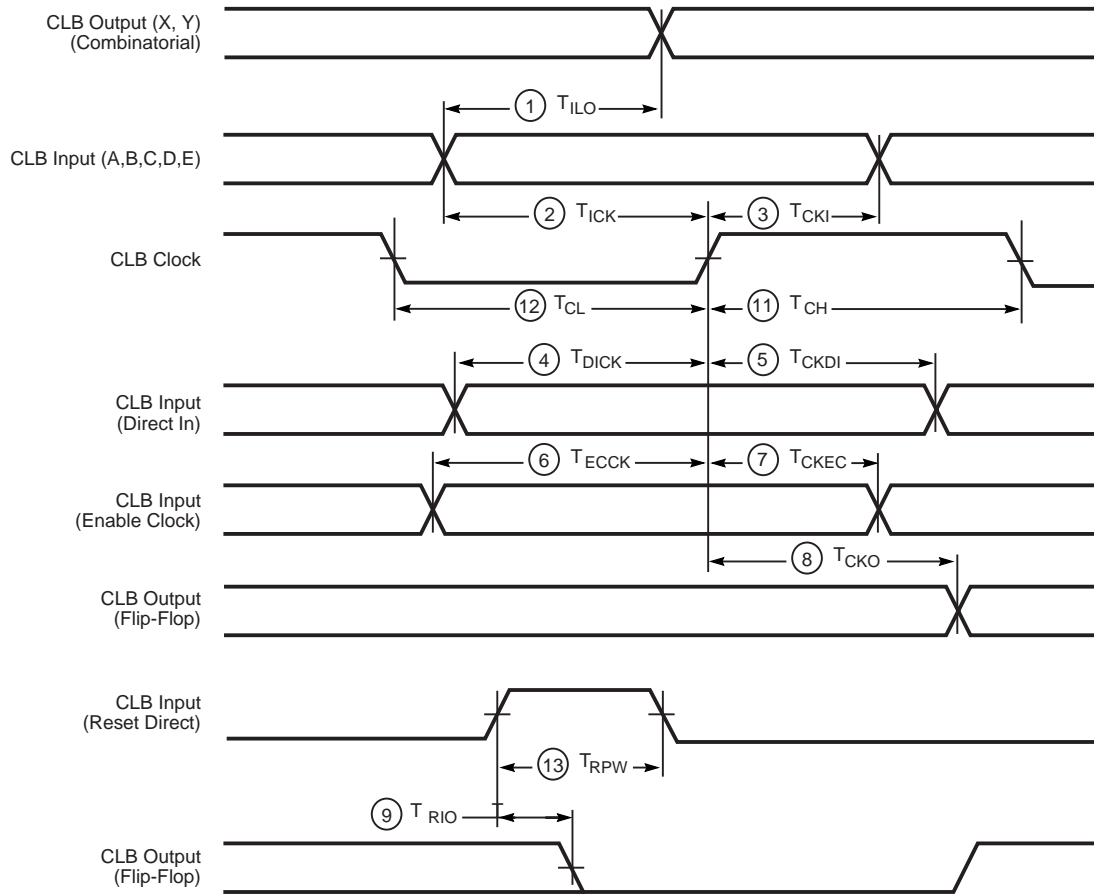 CLB Output (X, Y)
(Combinatorial)
1 TILO
CLB Input (A,B,C,D,E)
2 TICK
3 TCKI
CLB Clock
12 TCL
11 TCH
4 TDICK
5 TCKDI
CLB Input
(Direct In)
6 TECCK
7 TCKEC
CLB Input
(Enable Clock)
8 TCKO
CLB Output
(Flip-Flop)
CLB Input
(Reset Direct)
13 TRPW
9 T RIO
T
CLB Output
(Flip-Flop)